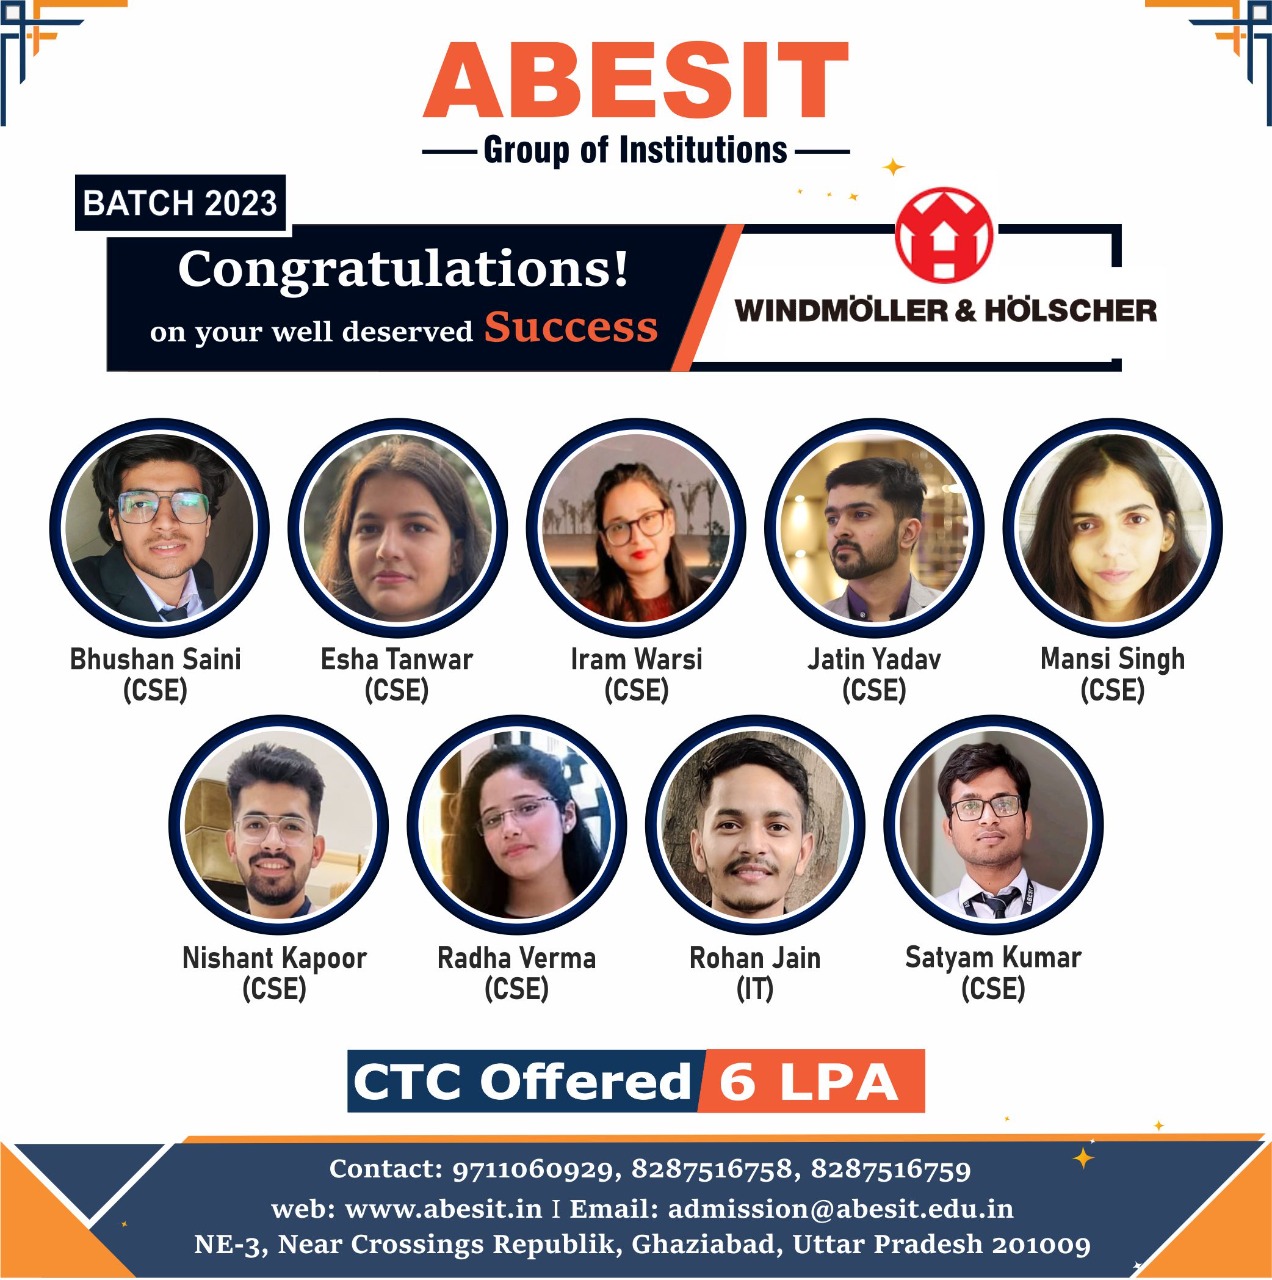 ABESIT
Group of Institutions
BATCH 2023
Congratulations!
on your well deserved Success
WINDMÖLLER & HÖLSCHER
Bhushan Saini
(CSE)
Esha Tanwar
(CSE)
Iram Warsi
(CSE)
Jatin Yadav
(CSE)
Mansi Singh
(CSE)
Nishant Kapoor
(CSE)
Radha Verma
(CSE)
Rohan Jain
(IT)
Satyam Kumar
(CSE)
ABESIT
CTC Offered 6 LPA
Contact: 9711060929, 8287516758, 8287516759
web: www.abesit.in I Email: admission@abesit.edu.in
NE-3, Near Crossings Republik, Ghaziabad, Uttar Pradesh 201009